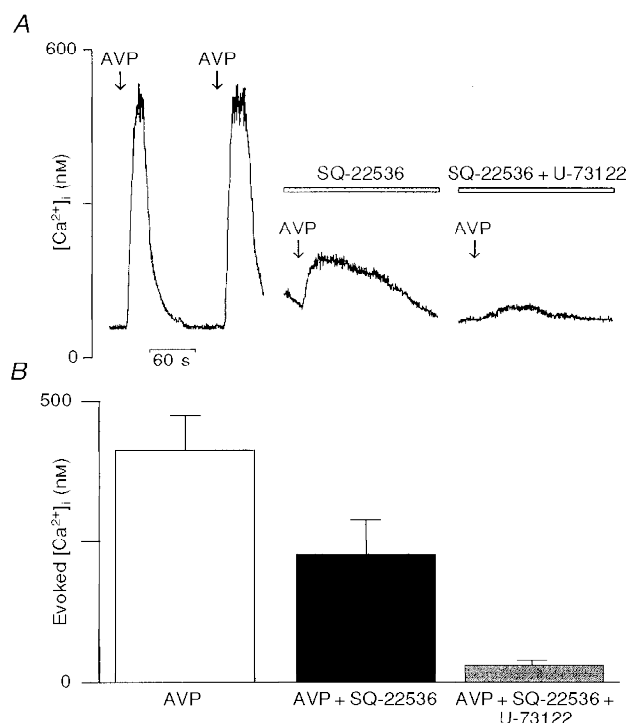 A
600
AVP
AVP
SQ-22536
SQ-22536 + U-73122
[Ca²⁺]ᵢ (nM)
AVP
AVP
0
60 s
B
500
Evoked [Ca²⁺]ᵢ (nM)
0
AVP
AVP + SQ-22536
AVP + SQ-22536 +
U-73122